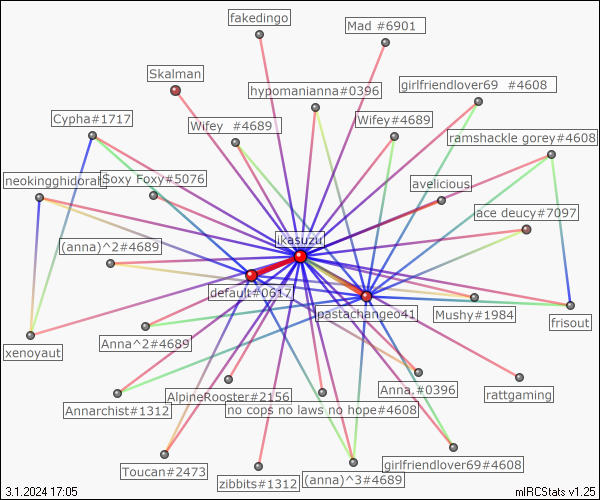 fakedingo
Mad #6901
Skalman
hypomanianna#0396
girlfriendlover69 #4608
Cypha#1717
Wifey #4689
Wifey#4689
ramshackle gorey#4608
neokingghidorah
$oxy Foxy#5076
avelicious
ace deucy#7097
(anna)^2#4689
ikasuzu
default#0617
pastachange041
Mushy#1984
frisout
xenoyaut
Anna^2#4689
AlpineRooster#2156
Anna.#0396
rattgaming
Annarchist#1312
no cops no laws no hope#4608
Toucan#2473
zibbits#1312
(anna)^3#4689
girlfriendlover69#4608
3.1.2024 17:05
mIRCStats v1.25